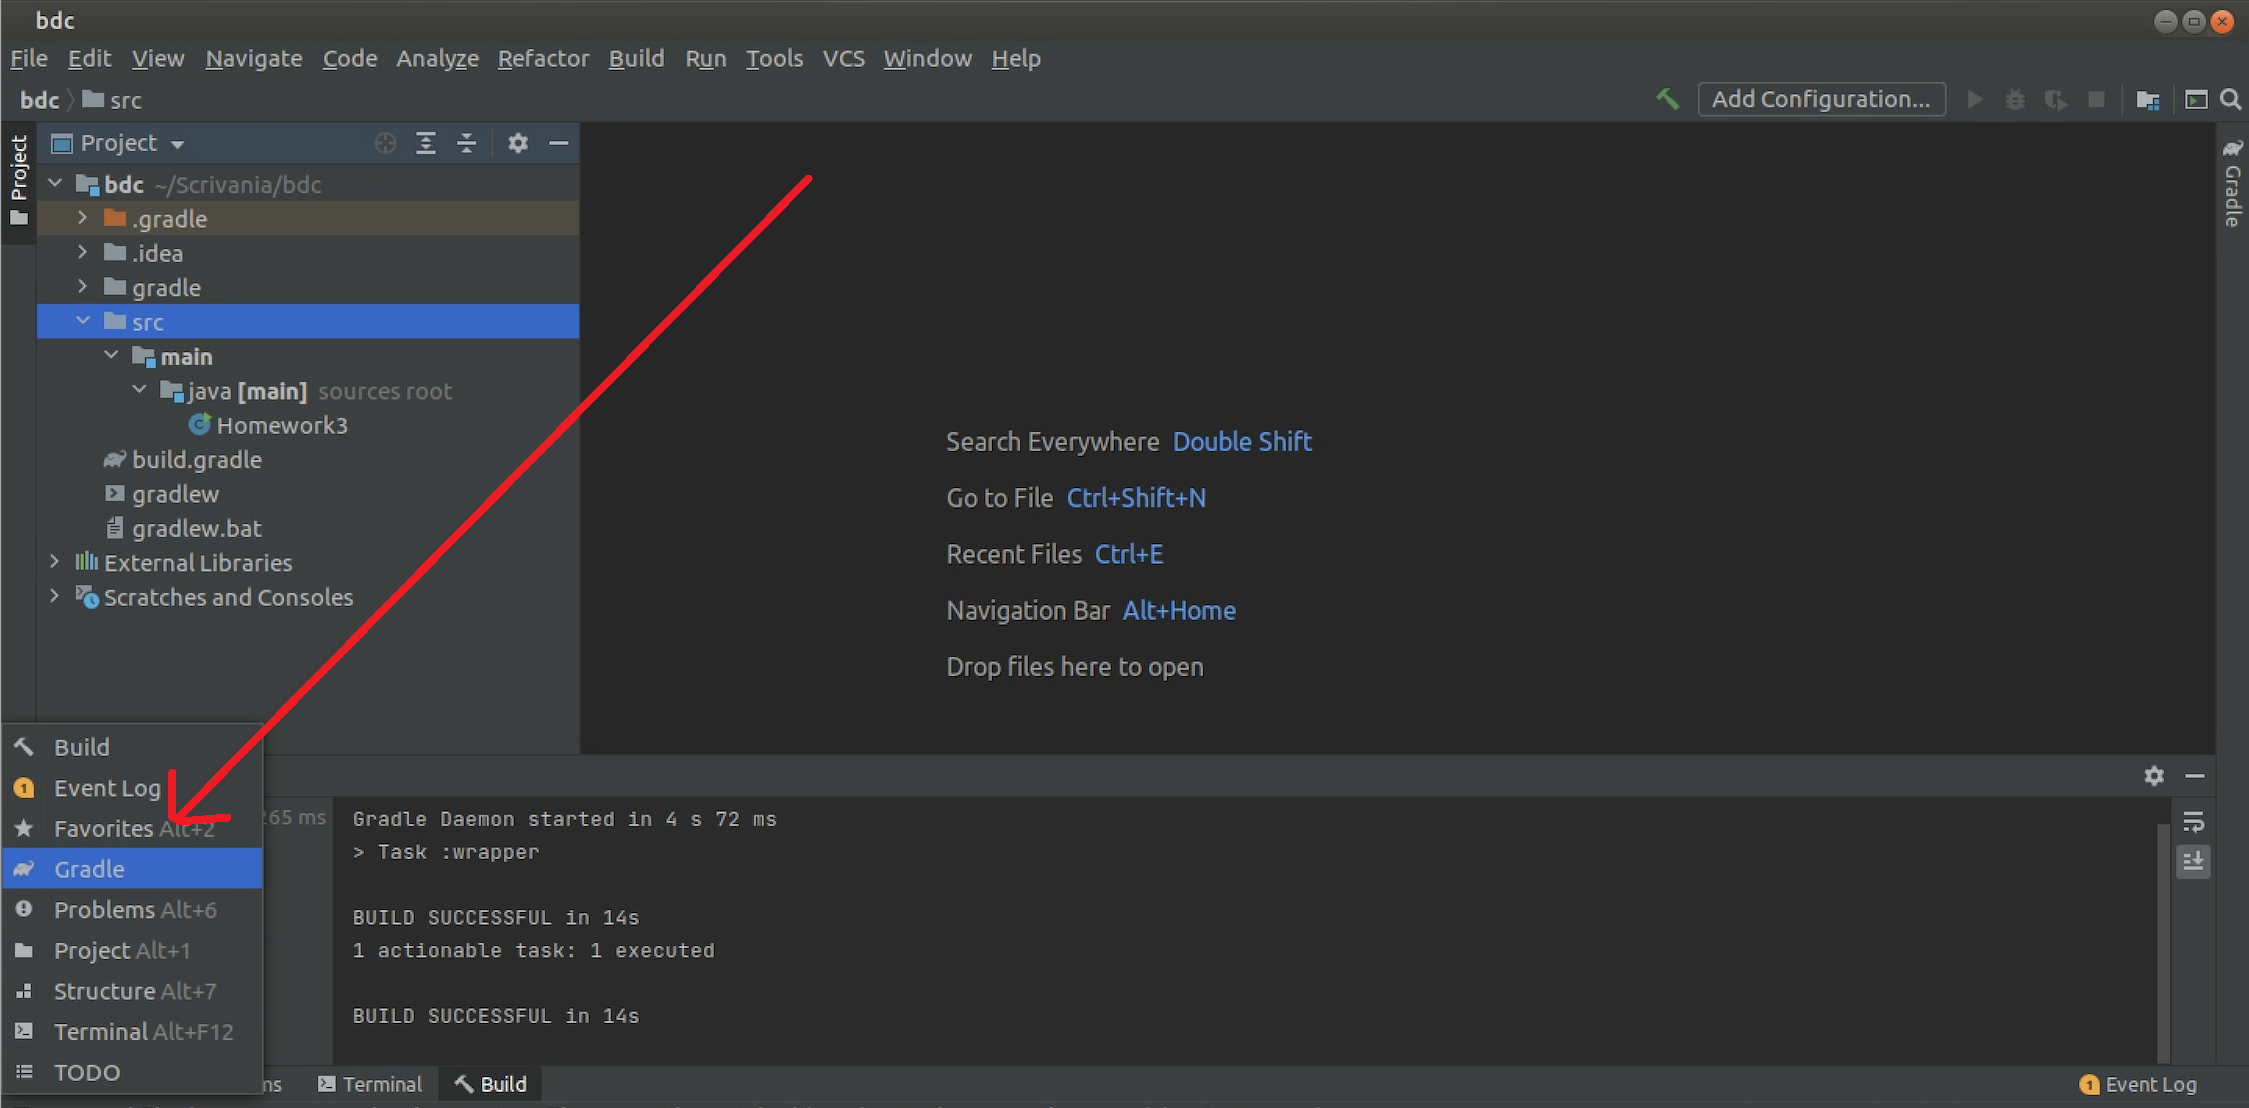 bdc
File Edit View Navigate Code Analyze Refactor Build Run Tools VCS Window Help
bdc src
Add Configuration...
Project
Project
bdc ~/Scrivania/bdc
.gradle
.idea
gradle
src
main
java [main] sources root
Homework3
build.gradle
gradlew
gradlew.bat
External Libraries
Scratches and Consoles
Gradle
Search Everywhere Double Shift
Go to File Ctrl+Shift+N
Recent Files Ctrl+E
Navigation Bar Alt+Home
Drop files here to open
Build
1 Event Log
Favorites Alt+2
Gradle
Problems Alt+6
Project Alt+1
Structure Alt+7
Terminal Alt+F12
TODO
265 ms
Gradle Daemon started in 4 s 72 ms
> Task :wrapper
BUILD SUCCESSFUL in 14s
1 actionable task: 1 executed
BUILD SUCCESSFUL in 14s
Terminal
Build
1 Event Log